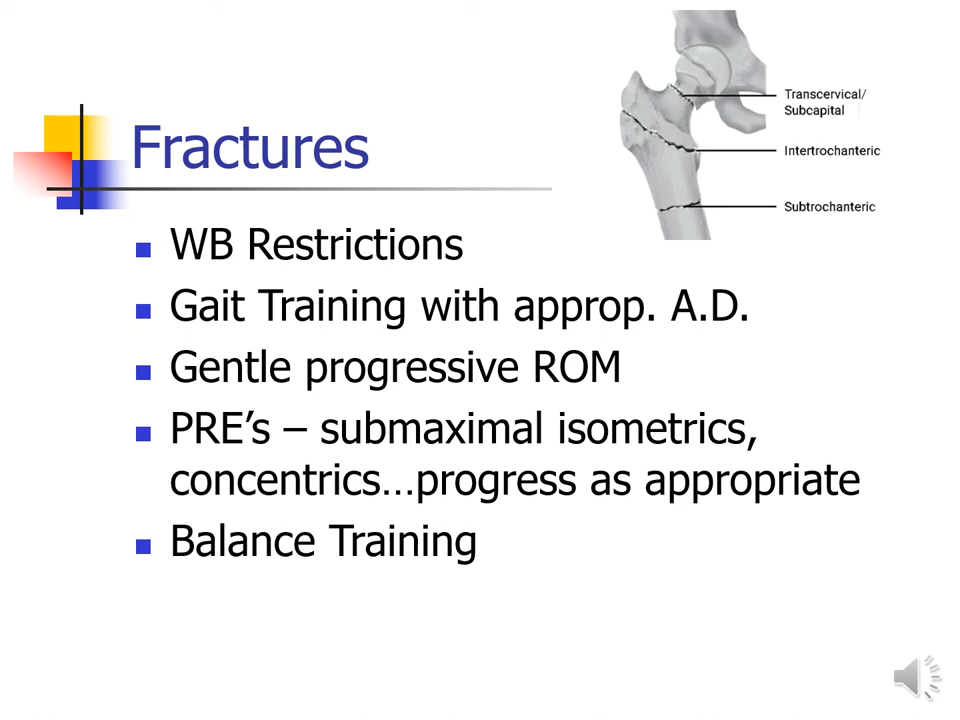 Transcervical/
Subcapital
Intertrochanteric
Subtrochanteric
Fractures
WB Restrictions
Gait Training with approp. A.D.
Gentle progressive ROM
PRE’s – submaximal isometrics,
concentrics…progress as appropriate
Balance Training